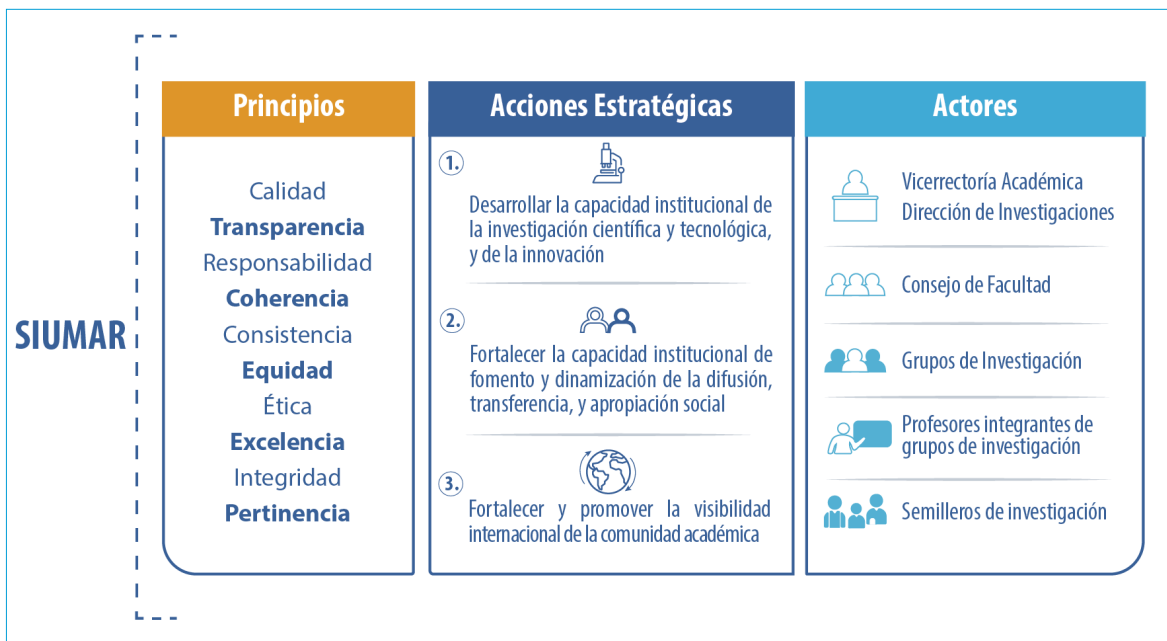 SIUMAR
Principios
Calidad
Transparencia
Responsabilidad
Coherencia
Consistencia
Equidad
Ética
Excelencia
Integridad
Pertinencia
Acciones Estratégicas
1.
Desarrollar la capacidad institucional de
la investigación científica y tecnológica,
y de la innovación
2.
Fortalecer la capacidad institucional de
fomento y dinamización de la difusión,
transferencia, y apropiación social
3.
Fortalecer y promover la visibilidad
internacional de la comunidad académica
Actores
Vicerrectoría Académica
Dirección de Investigaciones
Consejo de Facultad
Grupos de Investigación
Profesores integrantes de
grupos de investigación
Semilleros de investigación